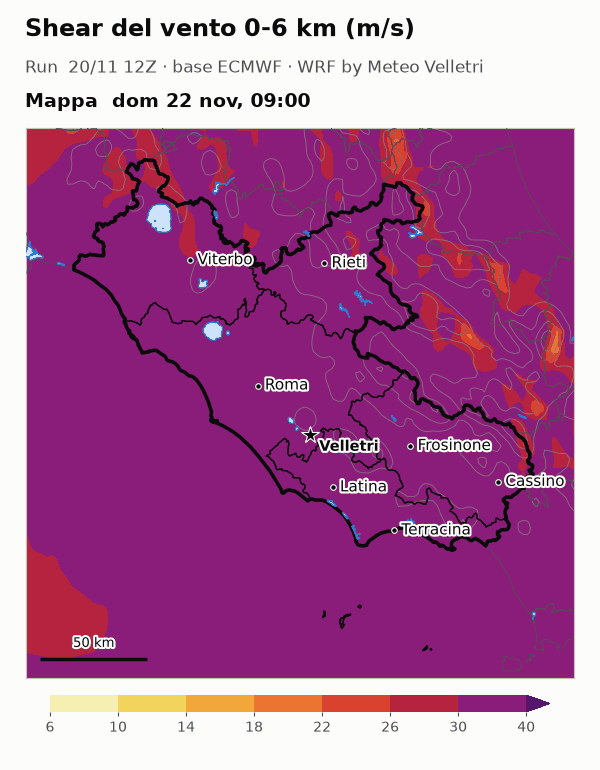 Shear del vento 0-6 km (m/s)
Run 20/11 12Z · base ECMWF · WRF by Meteo Velletri
Mappa dom 22 nov, 09:00
Viterbo
Rieti
Roma
Velletri
Frosinone
Latina
Cassino
Terracina
50 km
6 10 14 18 22 26 30 40